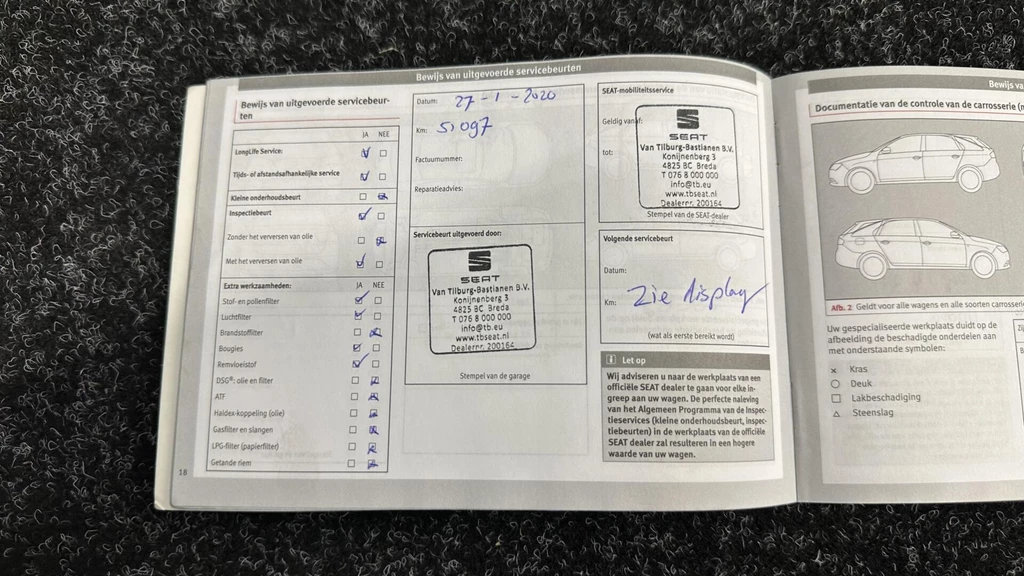 Bewijs van uitgevoerde servicebeurten
Bewijs van uitgevoerde servicebeur-
ten
JA NEE
LongLife Service:
Tijds- of afstandsafhankelijke service
Kleine onderhoudsbeurt
Inspectiebeurt
Zonder het verversen van olie
Met het verversen van olie
Extra werkzaamheden: JA NEE
Stof- en pollenfilter
Luchtfilter
Brandstoffilter
Bougies
Remvloeistof
DSG®: olie en filter
ATF
Haldex-koppeling (olie)
Gasfilter en slangen
LPG-filter (papierfilter)
Getande riem
18
Datum: 27-1-2020
Km: 51097
Factuurnummer:
Reparatieadvies:
Servicebeurt uitgevoerd door:
SEAT
Van Tilburg-Bastianen B.V.
Konijnenberg 3
4825 BC Breda
T 076 8 000 000
info@tb.eu
www.tbseat.nl
Dealernr. 200164
Stempel van de garage
SEAT-mobiliteitsservice
Geldig vanaf:
tot:
SEAT
Van Tilburg-Bastianen B.V.
Konijnenberg 3
4825 BC Breda
T 076 8 000 000
info@tb.eu
www.tbseat.nl
Dealernr. 200164
Stempel van de SEAT-dealer
Volgende servicebeurt
Datum:
Km: Zie display
(wat als eerste bereikt wordt)
Let op
Wij adviseren u naar de werkplaats van een
officiële SEAT dealer te gaan voor elke in-
greep aan uw wagen. De perfecte naleving
van het Algemeen Programma van de Inspec-
tieservices (kleine onderhoudsbeurt, inspec-
tiebeurten) in de werkplaats van de officiële
SEAT dealer zal resulteren in een hogere
waarde van uw wagen.
Bewijs va
Documentatie van de controle van de carrosserie (n
Afb. 2 Geldt voor alle wagens en alle soorten carrosseri
Uw gespecialiseerde werkplaats duidt op de
afbeelding de beschadigde onderdelen aan
met onderstaande symbolen:
× Kras
○ Deuk
□ Lakbeschadiging
△ Steenslag